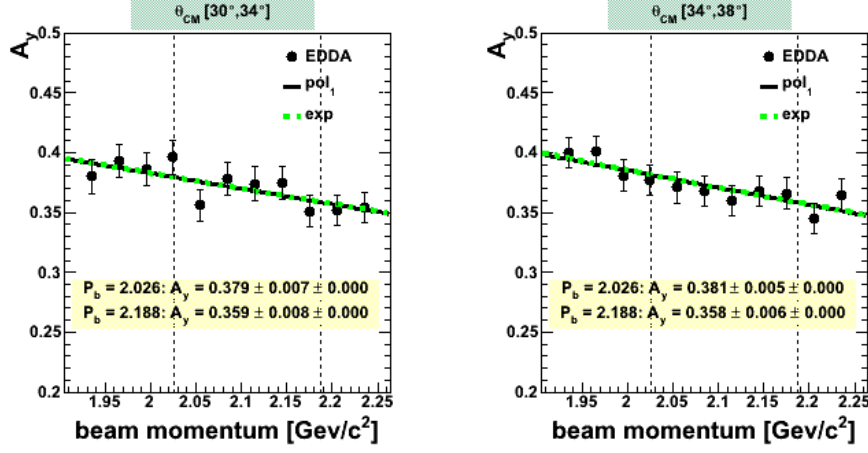 θCM [30°,34°]
Ay
0.5
0.45
0.4
0.35
0.3
0.25
0.2
EDDA
pol1
exp
Pb = 2.026: Ay = 0.379 ± 0.007 ± 0.000
Pb = 2.188: Ay = 0.359 ± 0.008 ± 0.000
1.95 2 2.05 2.1 2.15 2.2 2.25
beam momentum [Gev/c²]
θCM [34°,38°]
Ay
0.5
0.45
0.4
0.35
0.3
0.25
0.2
EDDA
pol1
exp
Pb = 2.026: Ay = 0.381 ± 0.005 ± 0.000
Pb = 2.188: Ay = 0.358 ± 0.006 ± 0.000
1.95 2 2.05 2.1 2.15 2.2 2.25
beam momentum [Gev/c²]